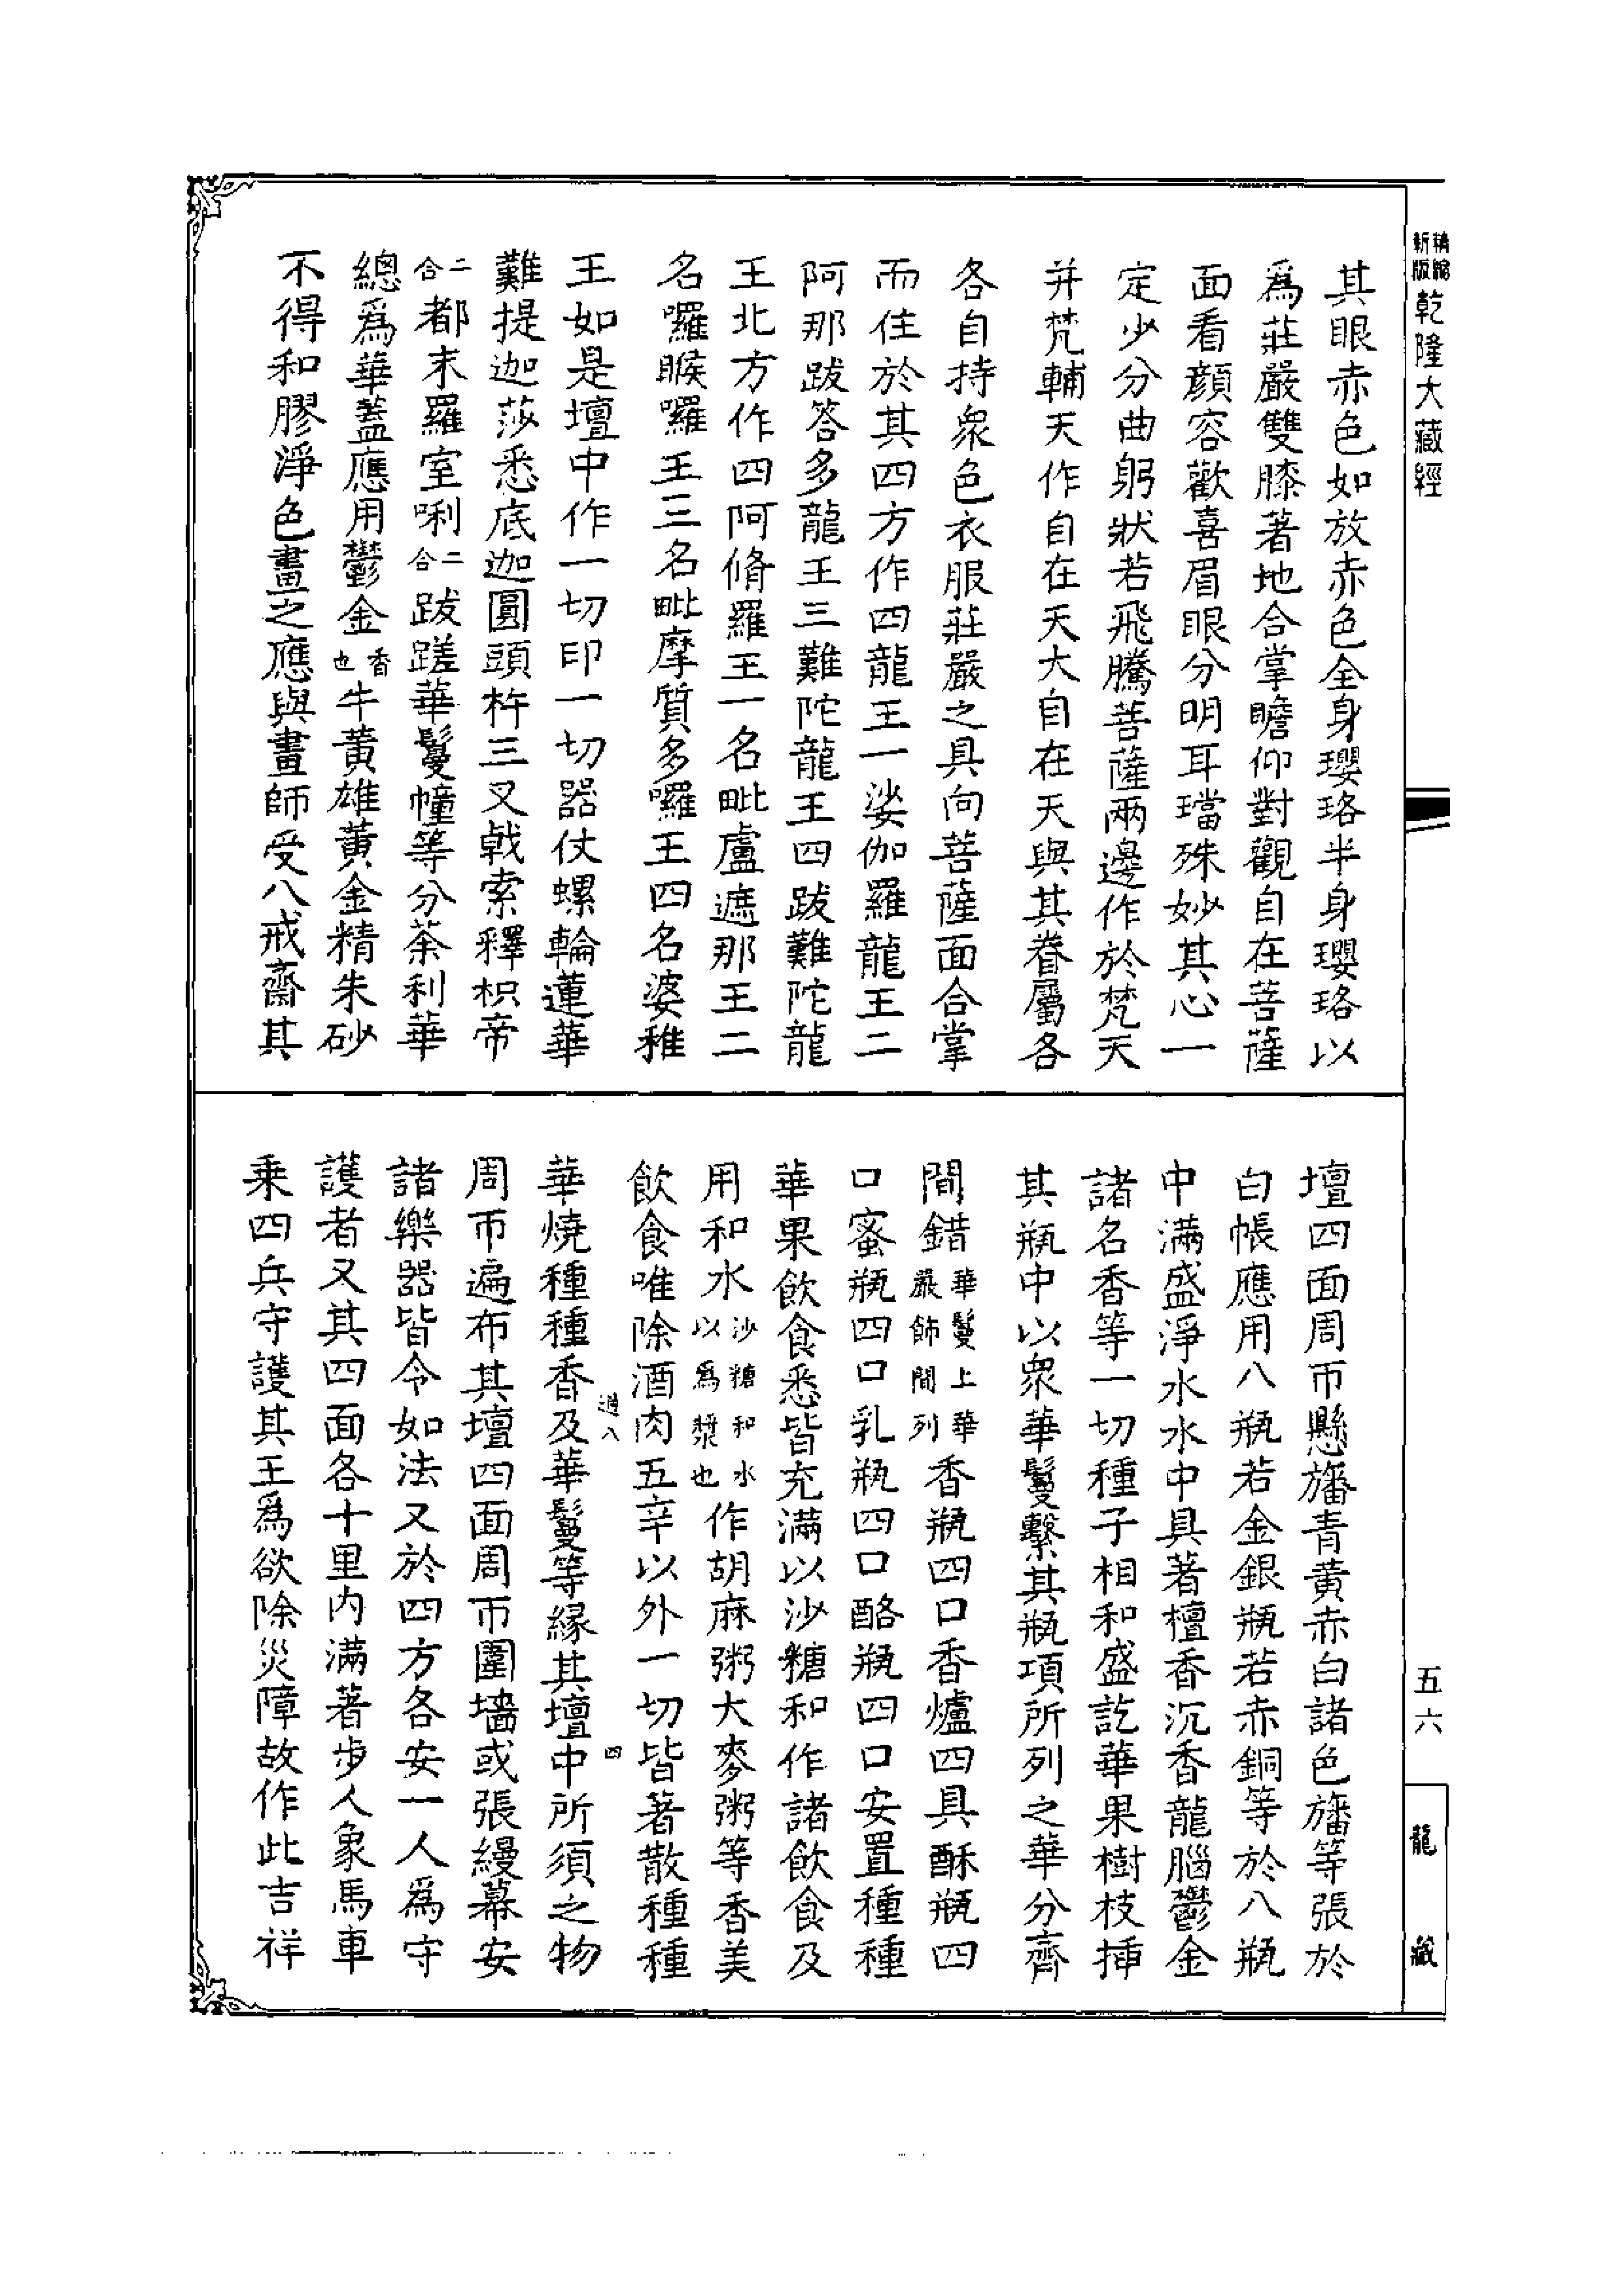 精縮新版乾隆大藏經
其眼赤色如放赤色全身瓔珞半身瓔珞以
爲莊嚴雙膝著地合掌瞻仰對觀自在菩薩
面看顏容歡喜眉眼分明耳璫殊妙其心一
定少分曲躬狀若飛騰菩薩兩邊作於梵天
并梵輔天作自在天大自在天與其眷屬各
各自持衆色衣服莊嚴之具向菩薩面合掌
而住於其四方作四龍王一娑伽羅龍王二
阿那跋答多龍王三難陀龍王四跋難陀龍
王北方作四阿脩羅王一名毗盧遮那王二
名囉睺囉王三名毗摩質多囉王四名婆稚
王如是壇中作一切印一切器仗螺輪蓮華
難提迦莎悉底迦圓頭杵三叉戟索釋枳帝
二合都末羅室唎二合跋蹉華鬘幢等分荼利華
總爲華蓋應用鬱金香也牛黃雄黃金精朱砂
不得和膠淨色畫之應與畫師受八戒齋其
壇四面周帀懸旛青黃赤白諸色旛等張於
白帳應用八瓶若金銀瓶若赤銅等於八瓶
中滿盛淨水水中具著檀香沉香龍腦鬱金
諸名香等一切種子相和盛訖華果樹枝揷
其瓶中以衆華鬘繫其瓶項所列之華分齊
間錯華鬘上華嚴飾間列香瓶四口香爐四具酥瓶四
口蜜瓶四口乳瓶四口酪瓶四口安置種種
華果飲食悉皆充滿以沙糖和作諸飲食及
用和水沙糖和水以爲漿也作胡麻粥大麥粥等香美
飲食唯除酒肉五辛以外一切皆著散種種
華燒種種香及華鬘等緣其壇中所須之物
周帀遍布其壇四面周帀圍墻或張縵幕安
諸樂器皆令如法又於四方各安一人爲守
護者又其四面各十里內滿著步人象馬車
乘四兵守護其王爲欲除災障故作此吉祥
五六
龍藏